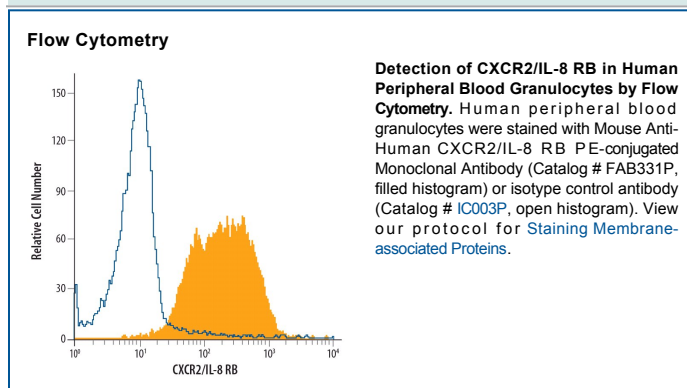 Flow Cytometry
150
120
90
60
30
0
Relative Cell Number
10⁰
10¹
10²
10³
10⁴
CXCR2/IL-8 RB
Detection of CXCR2/IL-8 RB in Human
Peripheral Blood Granulocytes by Flow
Cytometry. Human peripheral blood
granulocytes were stained with Mouse Anti-
Human CXCR2/IL-8 RB PE-conjugated
Monoclonal Antibody (Catalog # FAB331P,
filled histogram) or isotype control antibody
(Catalog # IC003P, open histogram). View
our protocol for Staining Membrane-
associated Proteins.